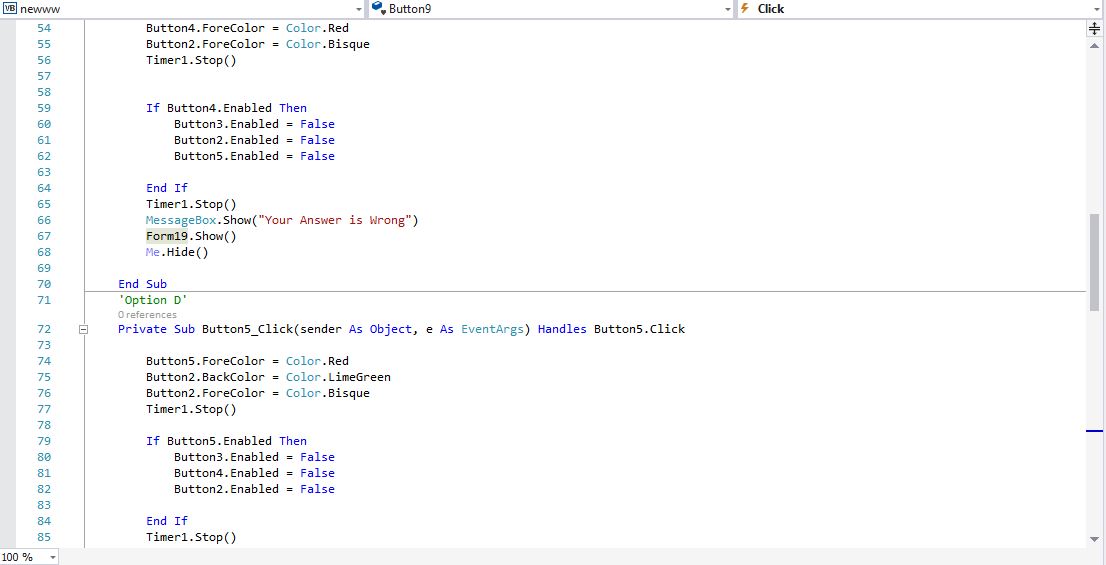 VB newww Button9 Click
54 Button4.ForeColor = Color.Red
55 Button2.ForeColor = Color.Bisque
56 Timer1.Stop()
57
58
59 If Button4.Enabled Then
60 Button3.Enabled = False
61 Button2.Enabled = False
62 Button5.Enabled = False
63
64 End If
65 Timer1.Stop()
66 MessageBox.Show("Your Answer is Wrong")
67 Form19.Show()
68 Me.Hide()
69
70 End Sub
71 'Option D'
0 references
72 Private Sub Button5_Click(sender As Object, e As EventArgs) Handles Button5.Click
73
74 Button5.ForeColor = Color.Red
75 Button2.BackColor = Color.LimeGreen
76 Button2.ForeColor = Color.Bisque
77 Timer1.Stop()
78
79 If Button5.Enabled Then
80 Button3.Enabled = False
81 Button4.Enabled = False
82 Button2.Enabled = False
83
84 End If
85 Timer1.Stop()
100 %